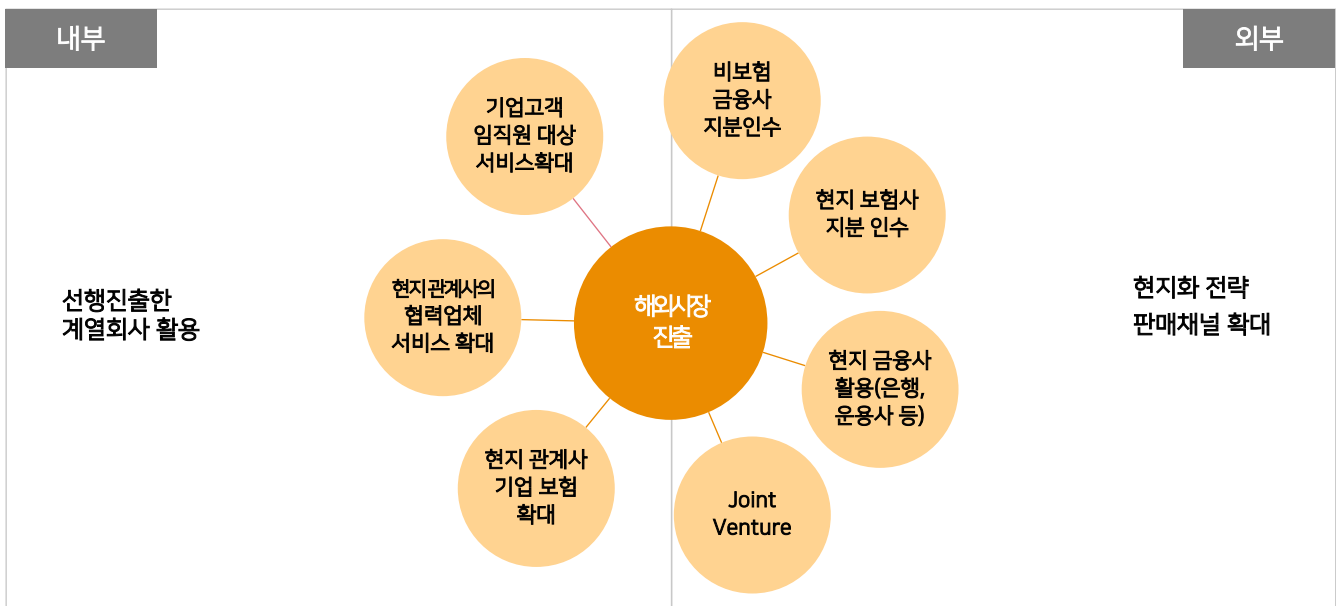 내부
외부
기업고객
임직원 대상
서비스확대
비보험
금융사
지분인수
현지 보험사
지분 인수
현지관계사의
협력업체
서비스 확대
해외시장
진출
선행진출한
계열회사 활용
현지화 전략
판매채널 확대
현지 금융사
활용(은행,
운용사 등)
현지 관계사
기업 보험
확대
Joint
Venture